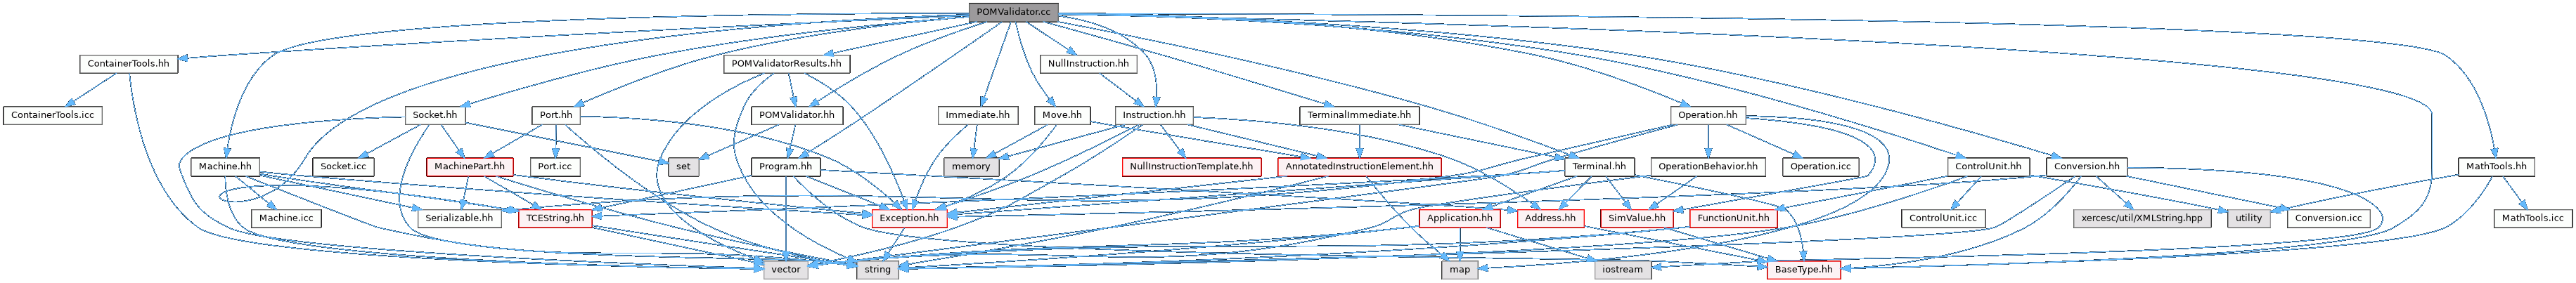 POMValidator.cc
ContainerTools.hh
POMValidatorResults.hh
NullInstruction.hh
ContainerTools.icc
Socket.hh
Port.hh
POMValidator.hh
Immediate.hh
Move.hh
Instruction.hh
TerminalImmediate.hh
Operation.hh
Machine.hh
Socket.icc
MachinePart.hh
Port.icc
set
Program.hh
memory
NullInstructionTemplate.hh
AnnotatedInstructionElement.hh
Terminal.hh
OperationBehavior.hh
Operation.icc
ControlUnit.hh
Conversion.hh
MathTools.hh
Machine.icc
Serializable.hh
TCEString.hh
Exception.hh
Application.hh
Address.hh
SimValue.hh
FunctionUnit.hh
ControlUnit.icc
xercesc/util/XMLString.hpp
utility
Conversion.icc
MathTools.icc
vector
string
map
iostream
BaseType.hh